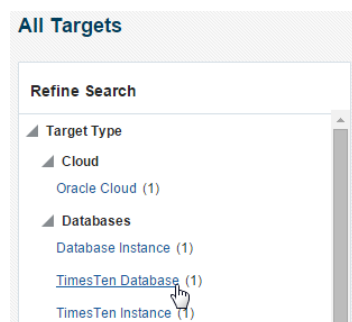 All Targets
Refine Search
Target Type
Cloud
Oracle Cloud (1)
Databases
Database Instance (1)
TimesTen Database (1)
TimesTen Instance (1)